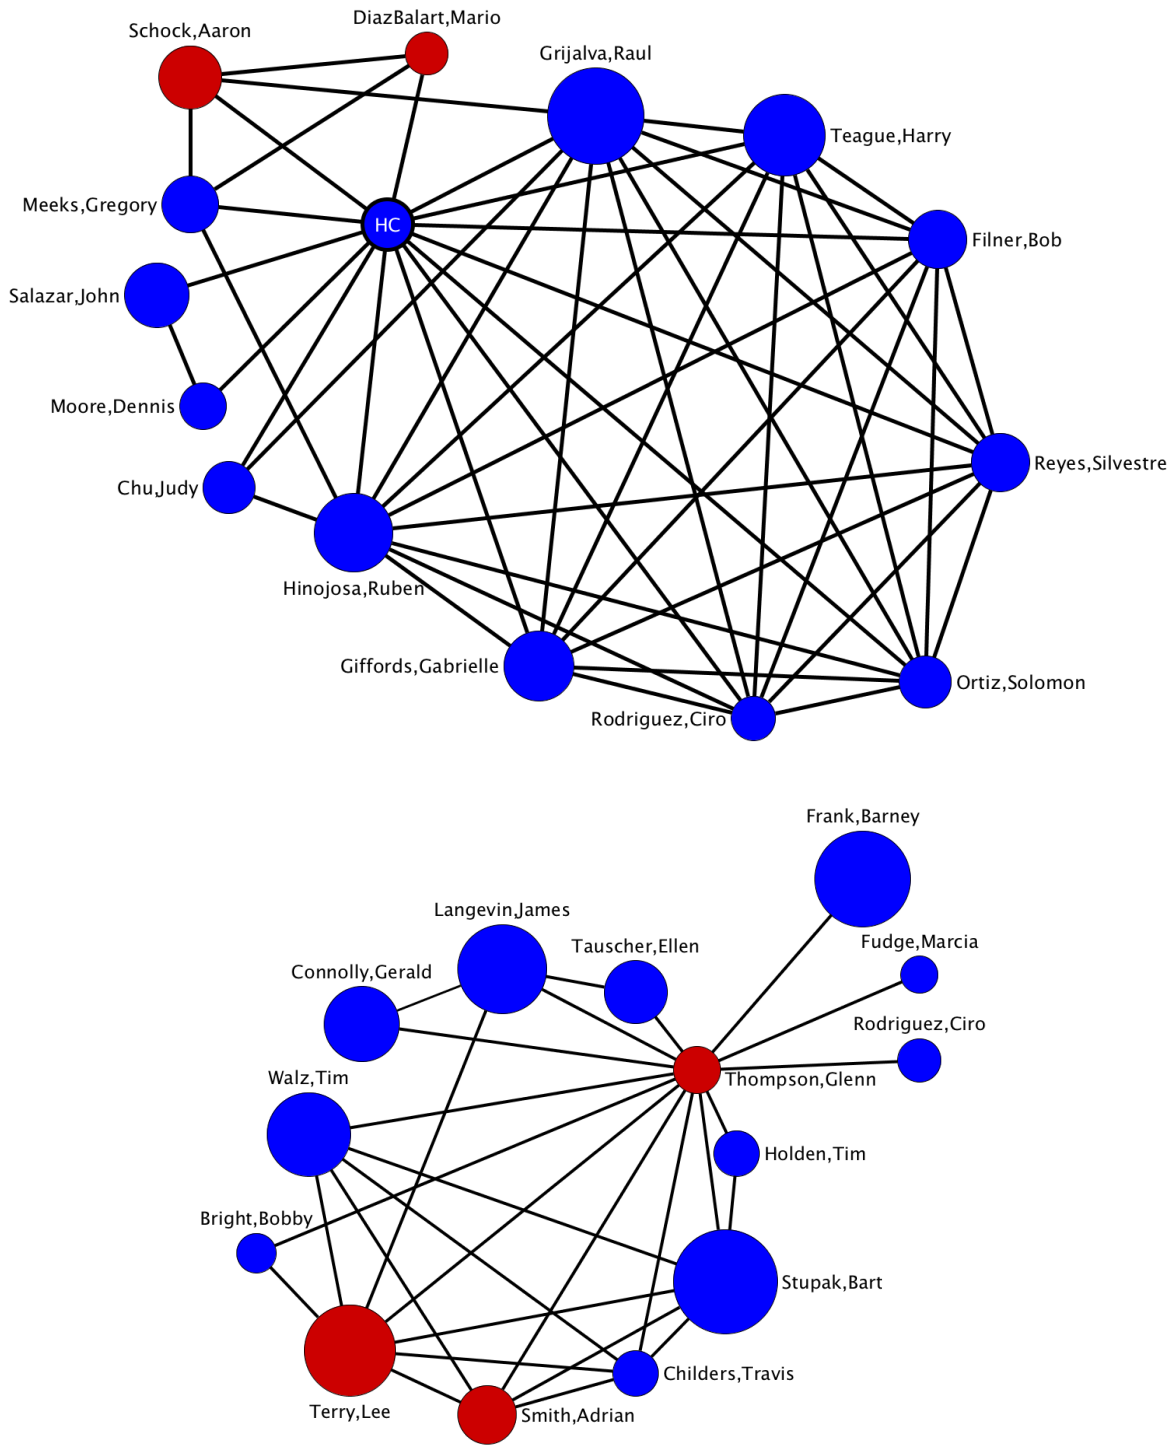 DiazBalart,Mario
Schock,Aaron
Grijalva,Raul
Teague,Harry
Meeks,Gregory
HC
Filner,Bob
Salazar,John
Moore,Dennis
Reyes,Silvestre
Chu,Judy
Hinojosa,Ruben
Giffords,Gabrielle
Ortiz,Solomon
Rodriguez,Ciro
Frank,Barney
Langevin,James
Fudge,Marcia
Tauscher,Ellen
Connolly,Gerald
Rodriguez,Ciro
Walz,Tim
Thompson,Glenn
Holden,Tim
Bright,Bobby
Stupak,Bart
Childers,Travis
Terry,Lee
Smith,Adrian